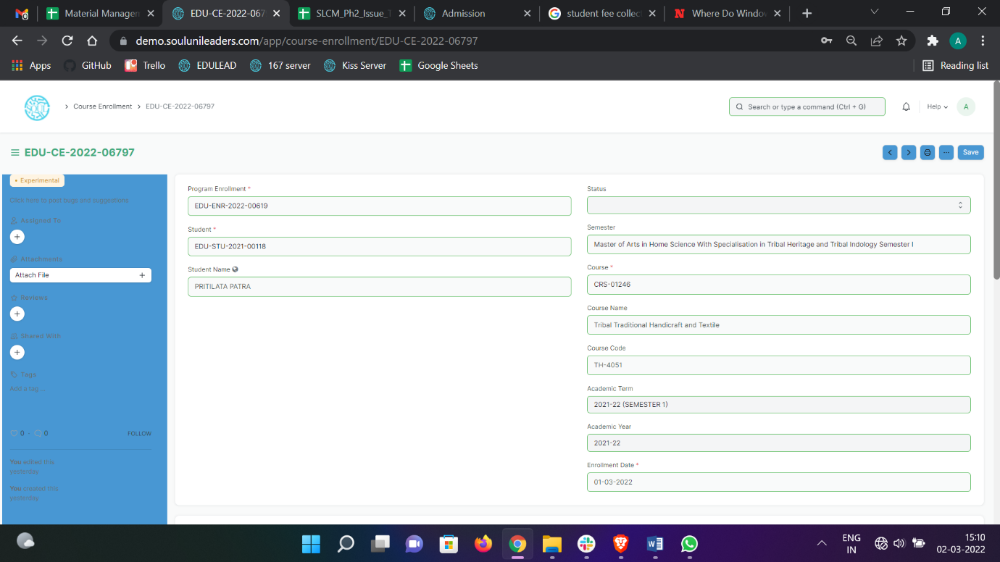 Material Managen
EDU-CE-2022-067
SLCM_Ph2_Issue_T
Admission
student fee collec
Where Do Windov
demo.soulunileaders.com/app/course-enrollment/EDU-CE-2022-06797
A
Apps
GitHub
Trello
EDULEAD
167 server
Kiss Server
Google Sheets
Reading list
SOUL
Course Enrollment
EDU-CE-2022-06797
Search or type a command (Ctrl + G)
Help
A
EDU-CE-2022-06797
Save
Experimental
Click here to post bugs and suggestions
Assigned To
Attachments
Attach File
Reviews
Shared With
Tags
Add a tag ...
0 · 0
FOLLOW
You edited this
yesterday
You created this
yesterday
Program Enrollment *
EDU-ENR-2022-00619
Student *
EDU-STU-2021-00118
Student Name
PRITILATA PATRA
Status
Semester
Master of Arts in Home Science With Specialisation in Tribal Heritage and Tribal Indology Semester I
Course *
CRS-01246
Course Name
Tribal Traditional Handicraft and Textile
Course Code
TH-4051
Academic Term
2021-22 (SEMESTER 1)
Academic Year
2021-22
Enrollment Date *
01-03-2022
ENG
IN
15:10
02-03-2022